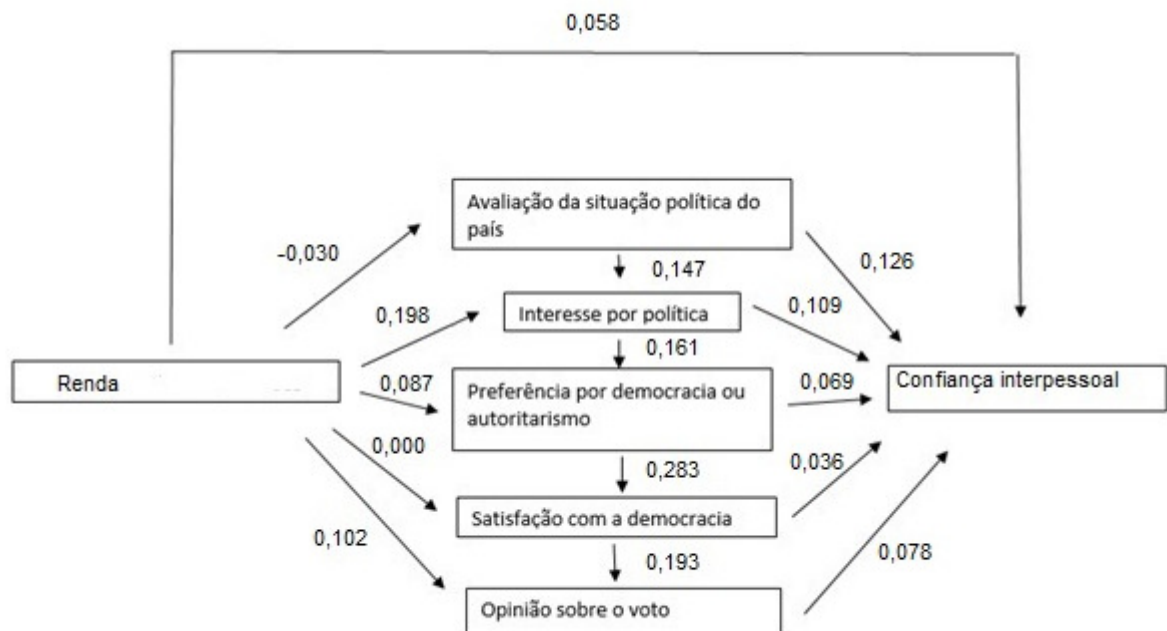 0,058
Avaliação da situação política do
país
-0,030
0,147
0,126
0,198
Interesse por política
0,109
0,161
Renda
0,087
Preferência por democracia ou
autoritarismo
0,069
Confiança interpessoal
0,000
0,283
0,036
Satisfação com a democracia
0,102
0,193
0,078
Opinião sobre o voto